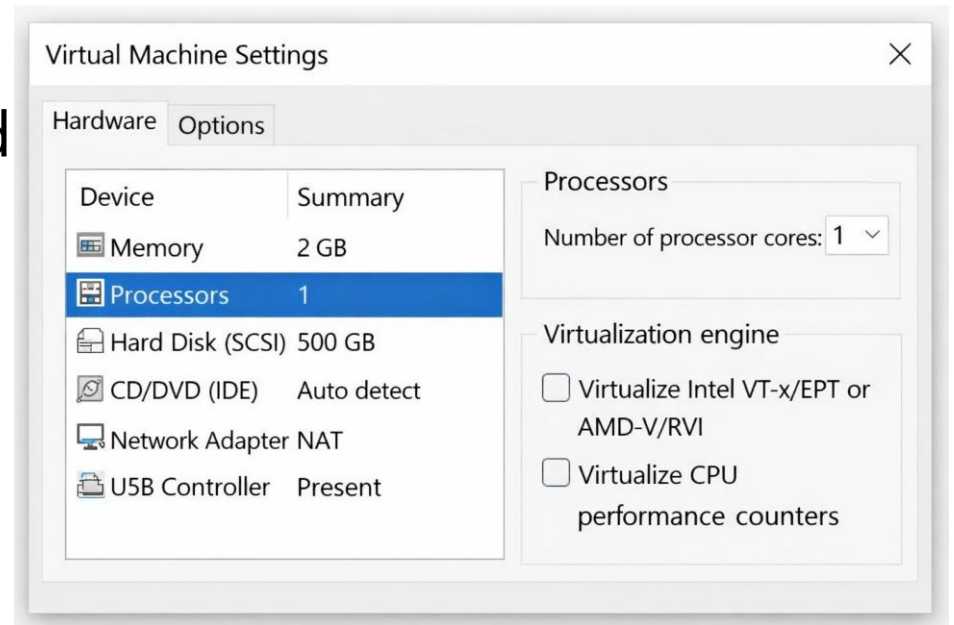 d
Virtual Machine Settings
Hardware Options
Device Summary
Memory 2 GB
Processors 1
Hard Disk (SCSI) 500 GB
CD/DVD (IDE) Auto detect
Network Adapter NAT
U5B Controller Present
Processors
Number of processor cores: 1
Virtualization engine
Virtualize Intel VT-x/EPT or
AMD-V/RVI
Virtualize CPU
performance counters